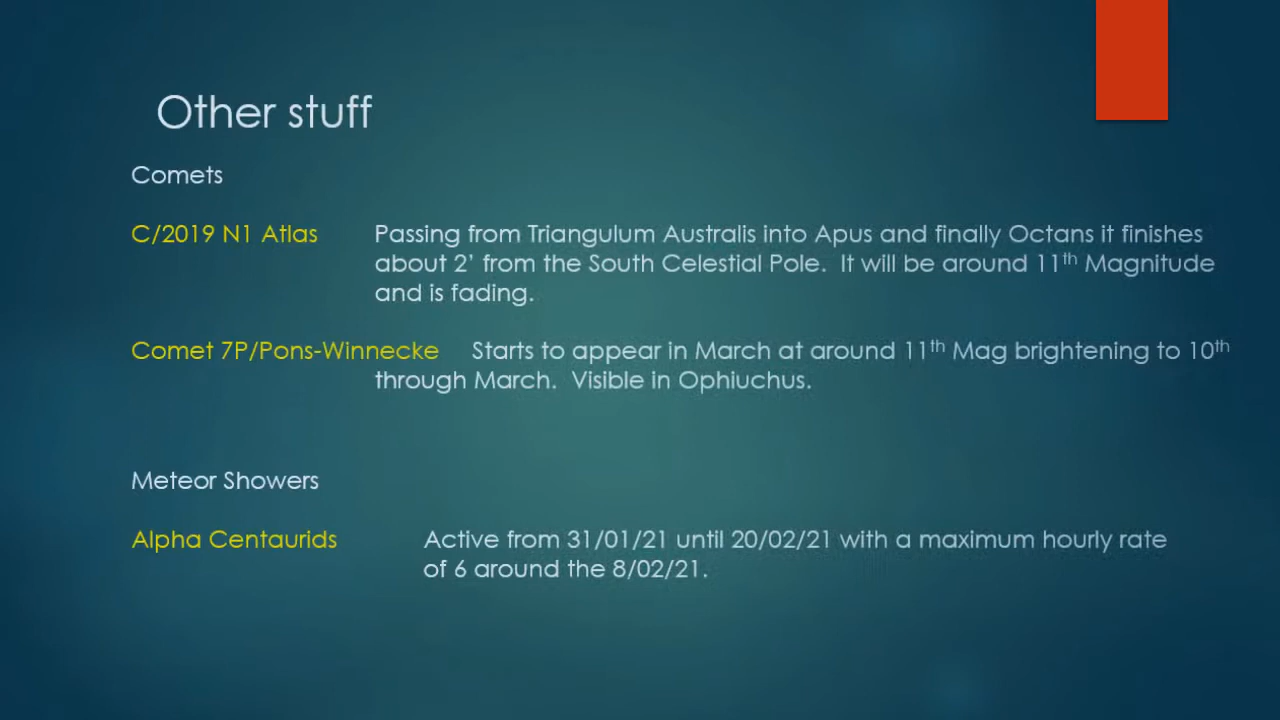 Other stuff
Comets
C/2019 N1 Atlas Passing from Triangulum Australis into Apus and finally Octans it finishes
about 2’ from the South Celestial Pole. It will be around 11th Magnitude
and is fading.
Comet 7P/Pons-Winnecke Starts to appear in March at around 11th Mag brightening to 10th
through March. Visible in Ophiuchus.
Meteor Showers
Alpha Centaurids Active from 31/01/21 until 20/02/21 with a maximum hourly rate
of 6 around the 8/02/21.